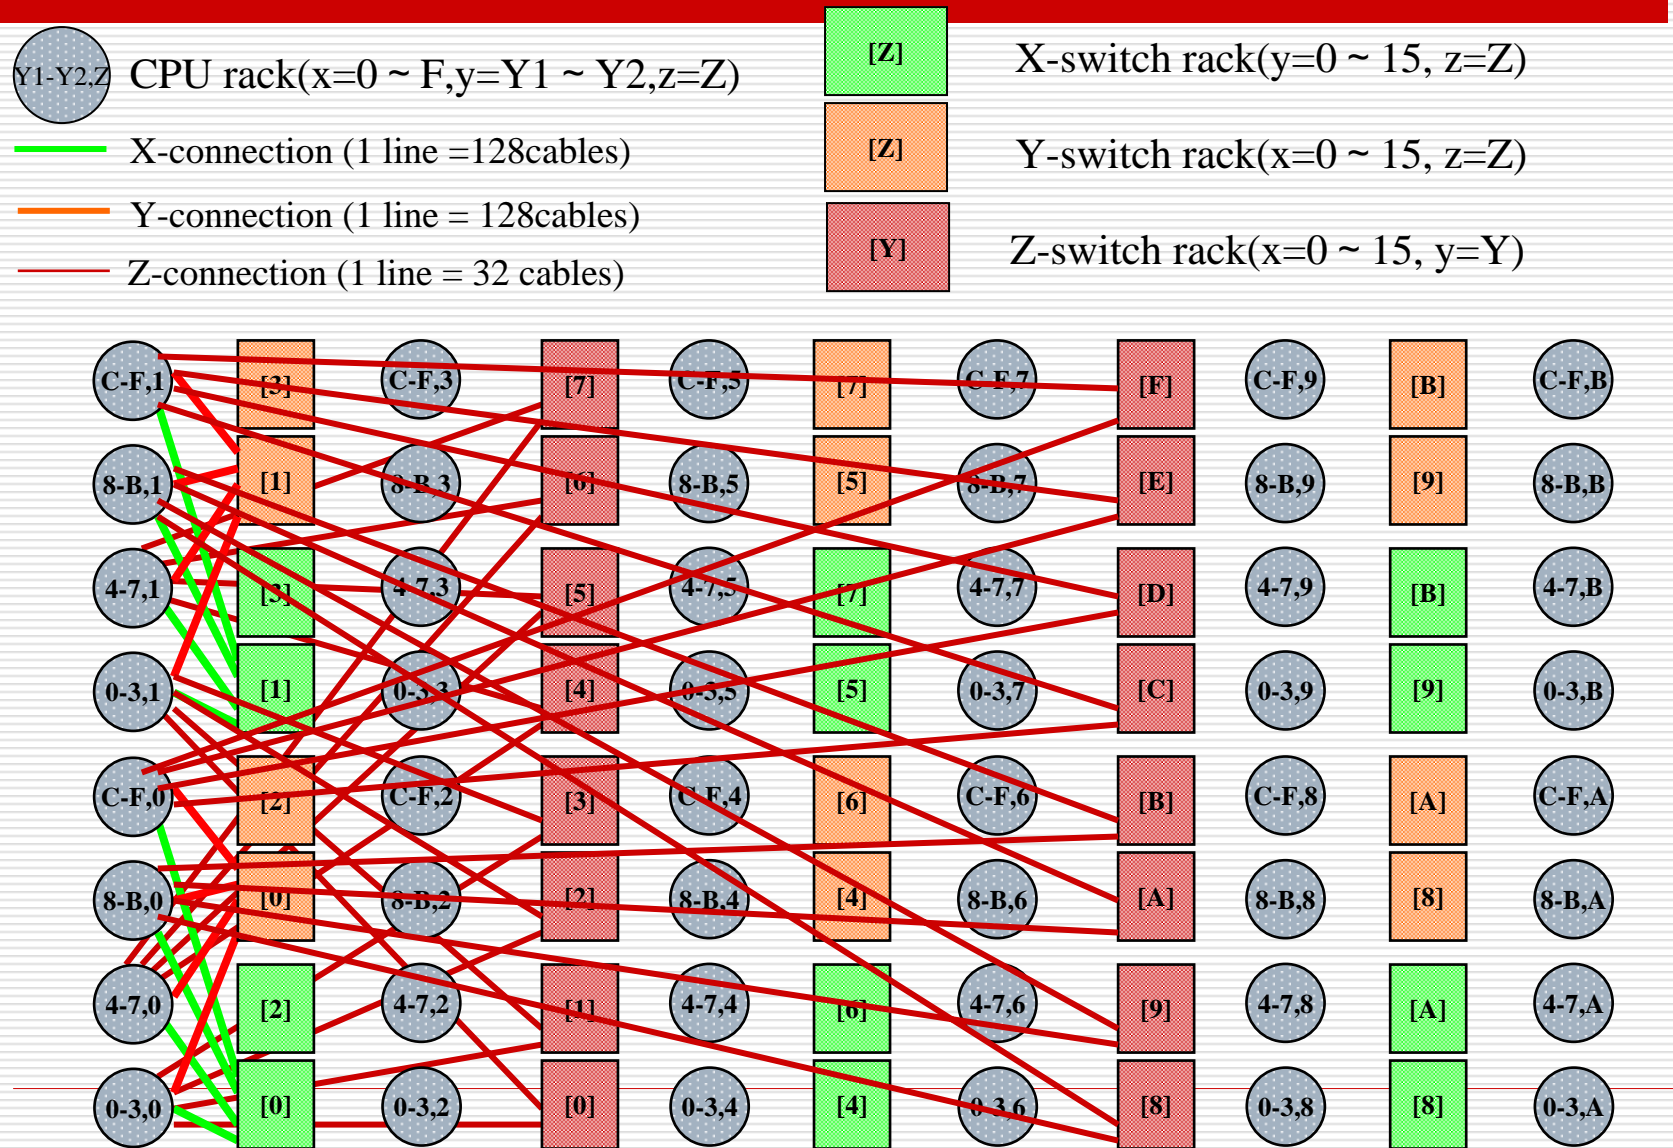 Y1-Y2,Z
CPU rack(x=0 ~ F,y=Y1 ~ Y2,z=Z)
X-connection (1 line =128cables)
Y-connection (1 line = 128cables)
Z-connection (1 line = 32 cables)
[Z]
X-switch rack(y=0 ~ 15, z=Z)
[Z]
Y-switch rack(x=0 ~ 15, z=Z)
[Y]
Z-switch rack(x=0 ~ 15, y=Y)
C-F,1 [3] C-F,3 [7] C-F,5 [7] C-F,7 [F] C-F,9 [B] C-F,B
8-B,1 [1] 8-B,3 [6] 8-B,5 [5] 8-B,7 [E] 8-B,9 [9] 8-B,B
4-7,1 [3] 4-7,3 [5] 4-7,5 [7] 4-7,7 [D] 4-7,9 [B] 4-7,B
0-3,1 [1] 0-3,3 [4] 0-3,5 [5] 0-3,7 [C] 0-3,9 [9] 0-3,B
C-F,0 [2] C-F,2 [3] C-F,4 [6] C-F,6 [B] C-F,8 [A] C-F,A
8-B,0 [0] 8-B,2 [2] 8-B,4 [4] 8-B,6 [A] 8-B,8 [8] 8-B,A
4-7,0 [2] 4-7,2 [1] 4-7,4 [6] 4-7,6 [9] 4-7,8 [A] 4-7,A
0-3,0 [0] 0-3,2 [0] 0-3,4 [4] 0-3,6 [8] 0-3,8 [8] 0-3,A